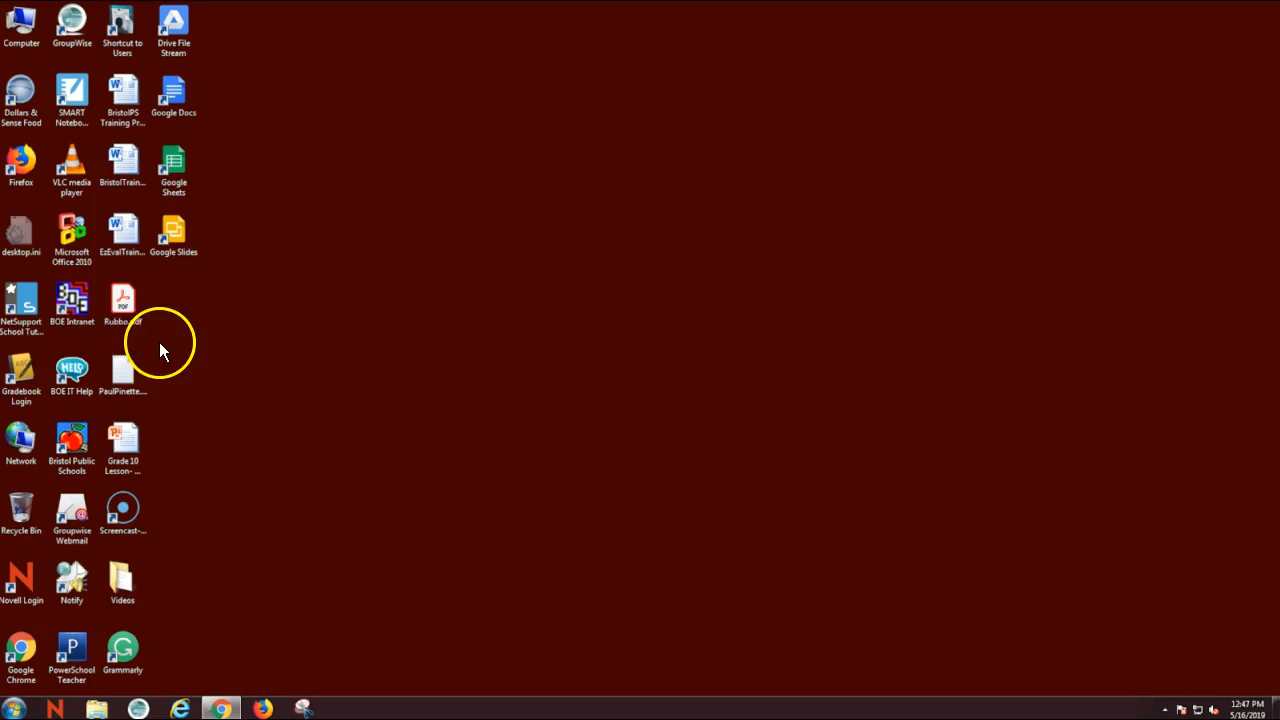 Computer
GroupWise
Shortcut to
Users
Drive File
Stream
Dollars &
Sense Food
SMART
Notebo...
BristolPS
Training Pr...
Google Docs
Firefox
VLC media
player
BristolTrain...
Google
Sheets
desktop.ini
Microsoft
Office 2010
EzEvalTrain...
Google Slides
NetSupport
School Tut...
BOE Intranet
Rubbo.pdf
Gradebook
Login
BOE IT Help
PaulPinette....
Network
Bristol Public
Schools
Grade 10
Lesson- ...
Recycle Bin
Groupwise
Webmail
Screencast-...
Novell Login
Notify
Videos
Google
Chrome
PowerSchool
Teacher
Grammarly
12:47 PM
5/16/2019